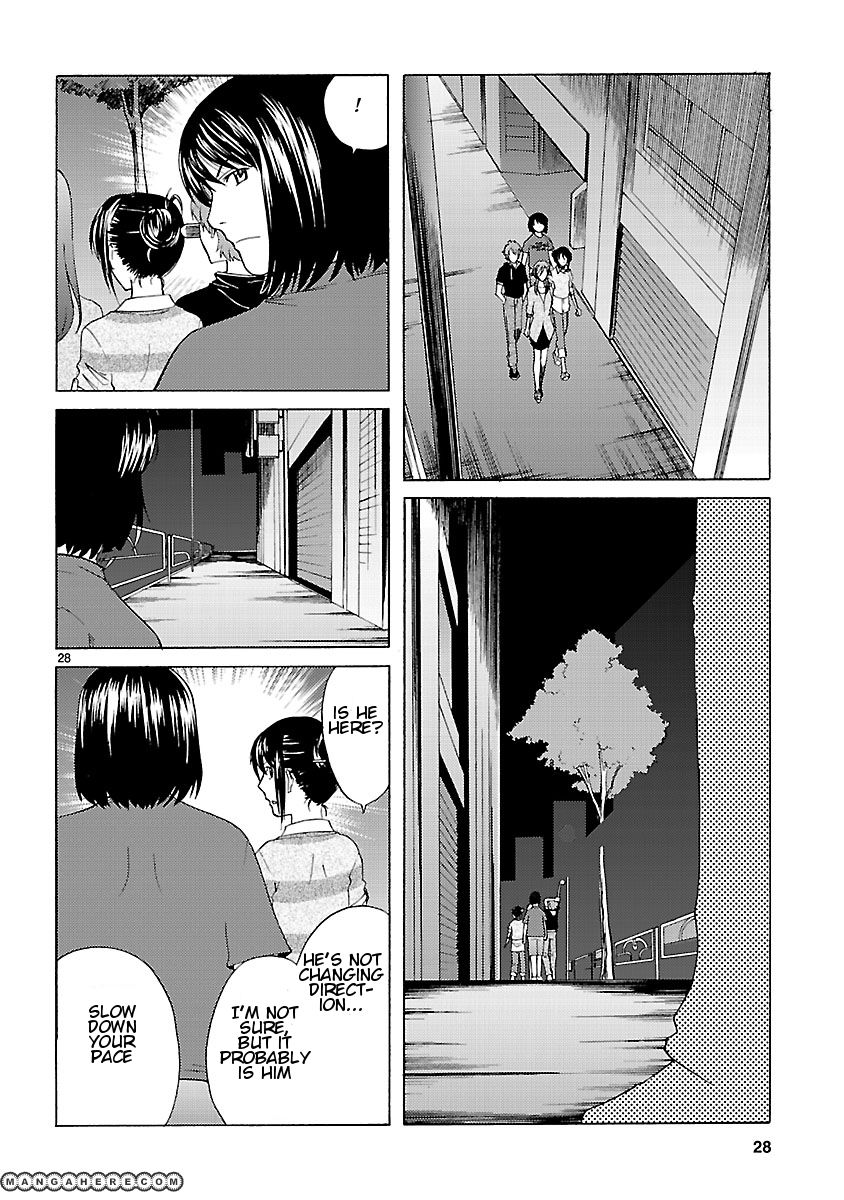 !
28
IS HE
HERE?
HE'S NOT
CHANGING
DIRECT-
ION...
I'M NOT
SURE,
BUT IT
PROBABLY
IS HIM
SLOW
DOWN
YOUR
PACE
28
MANGAHERE.COM